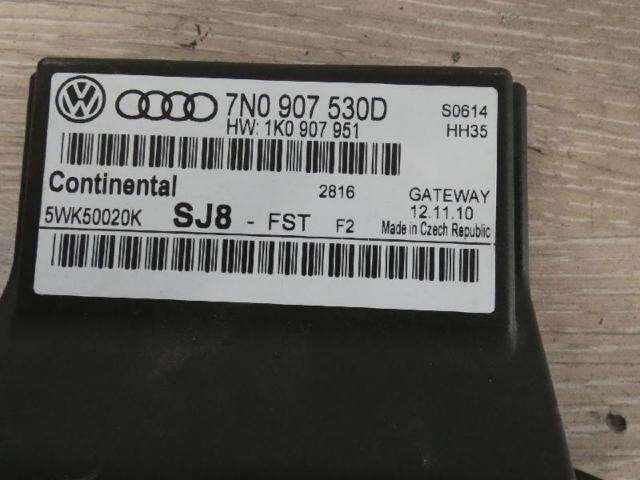 7N0 907 530D S0614
HW: 1K0 907 951 HH35
Continental 2816 GATEWAY
5WK50020K SJ8 - FST F2 12.11.10
Made in Czech Republic